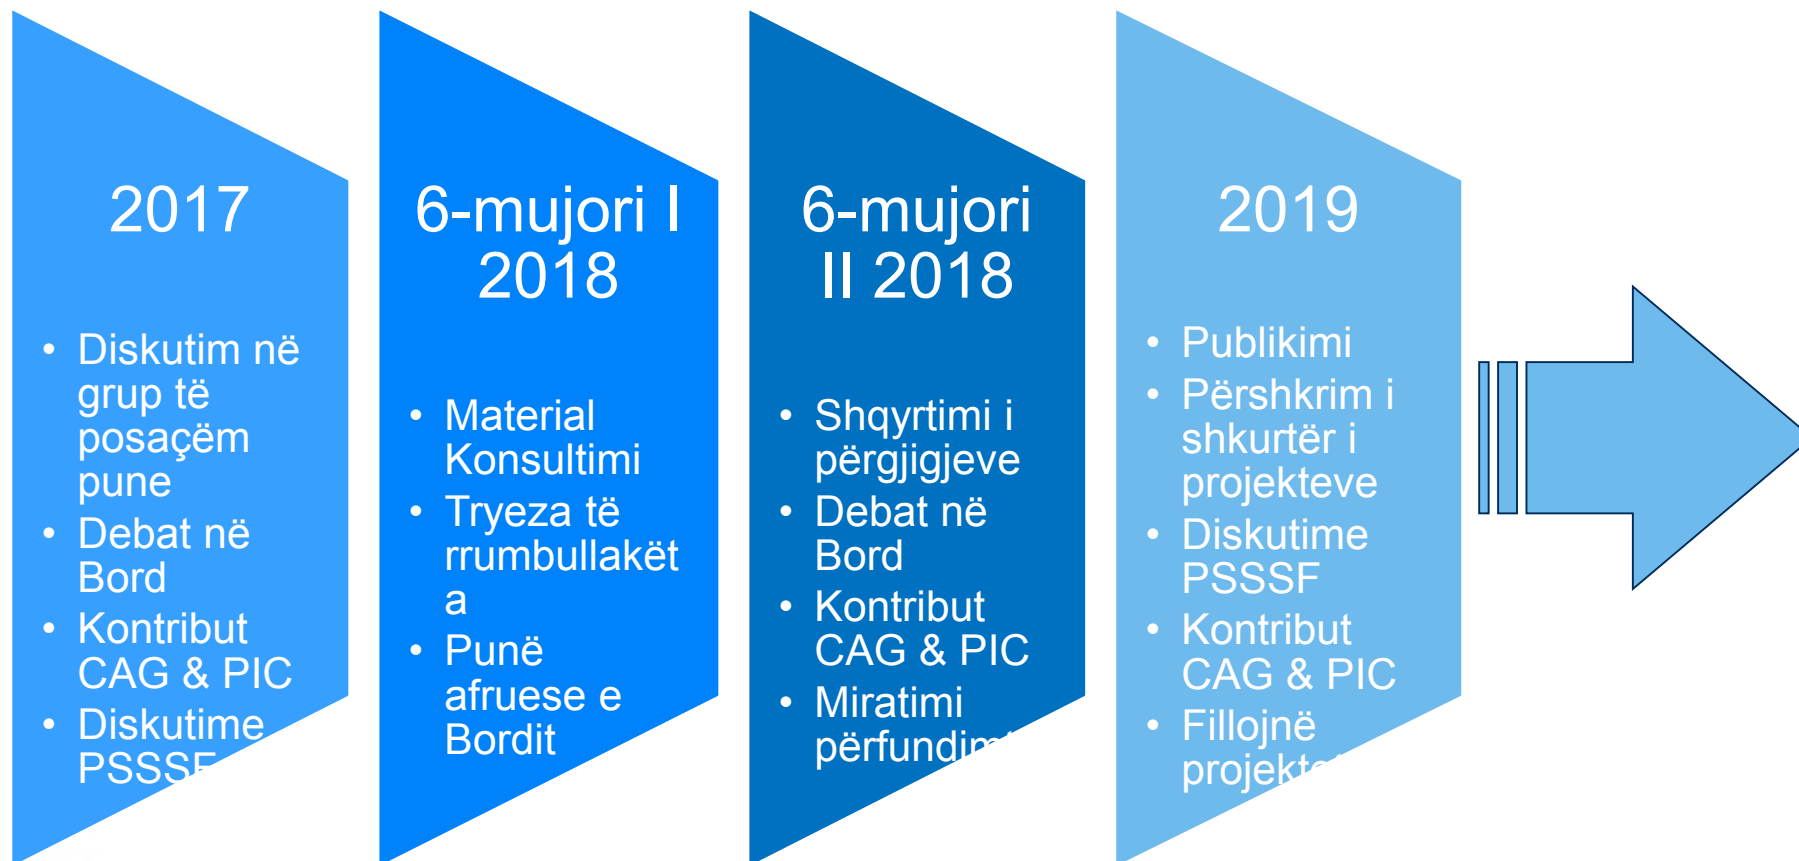 2017
• Diskutim në
grup të
posaçëm
pune
• Debat në
Bord
• Kontribut
CAG & PIC
• Diskutime
PSSSF
6-mujori I
2018
• Material
Konsultimi
• Tryeza të
rrumbullakët
a
• Punë
afruese e
Bordit
6-mujori
II 2018
• Shqyrtimi i
përgjigjeve
• Debat në
Bord
• Kontribut
CAG & PIC
• Miratimi
2019
• Publikimi
• Përshkrim i
shkurtër i
projekteve
• Diskutime
PSSSF
• Kontribut
CAG & PIC
• Fillojnë